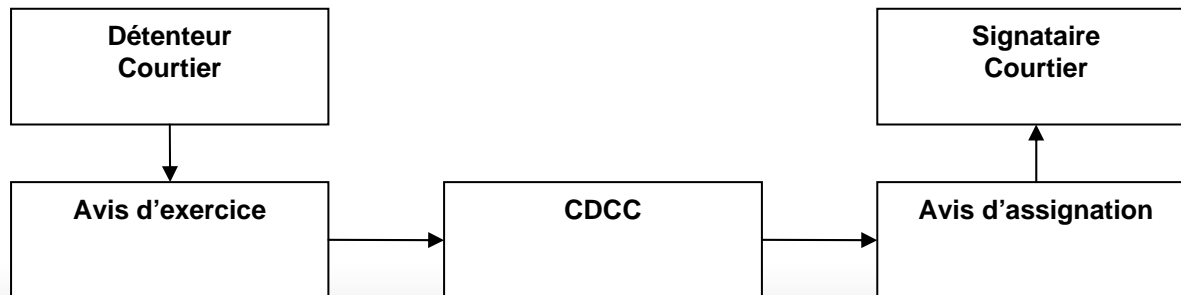 Détenteur
Courtier
Signataire
Courtier
Avis d’exercice
CDCC
Avis d’assignation